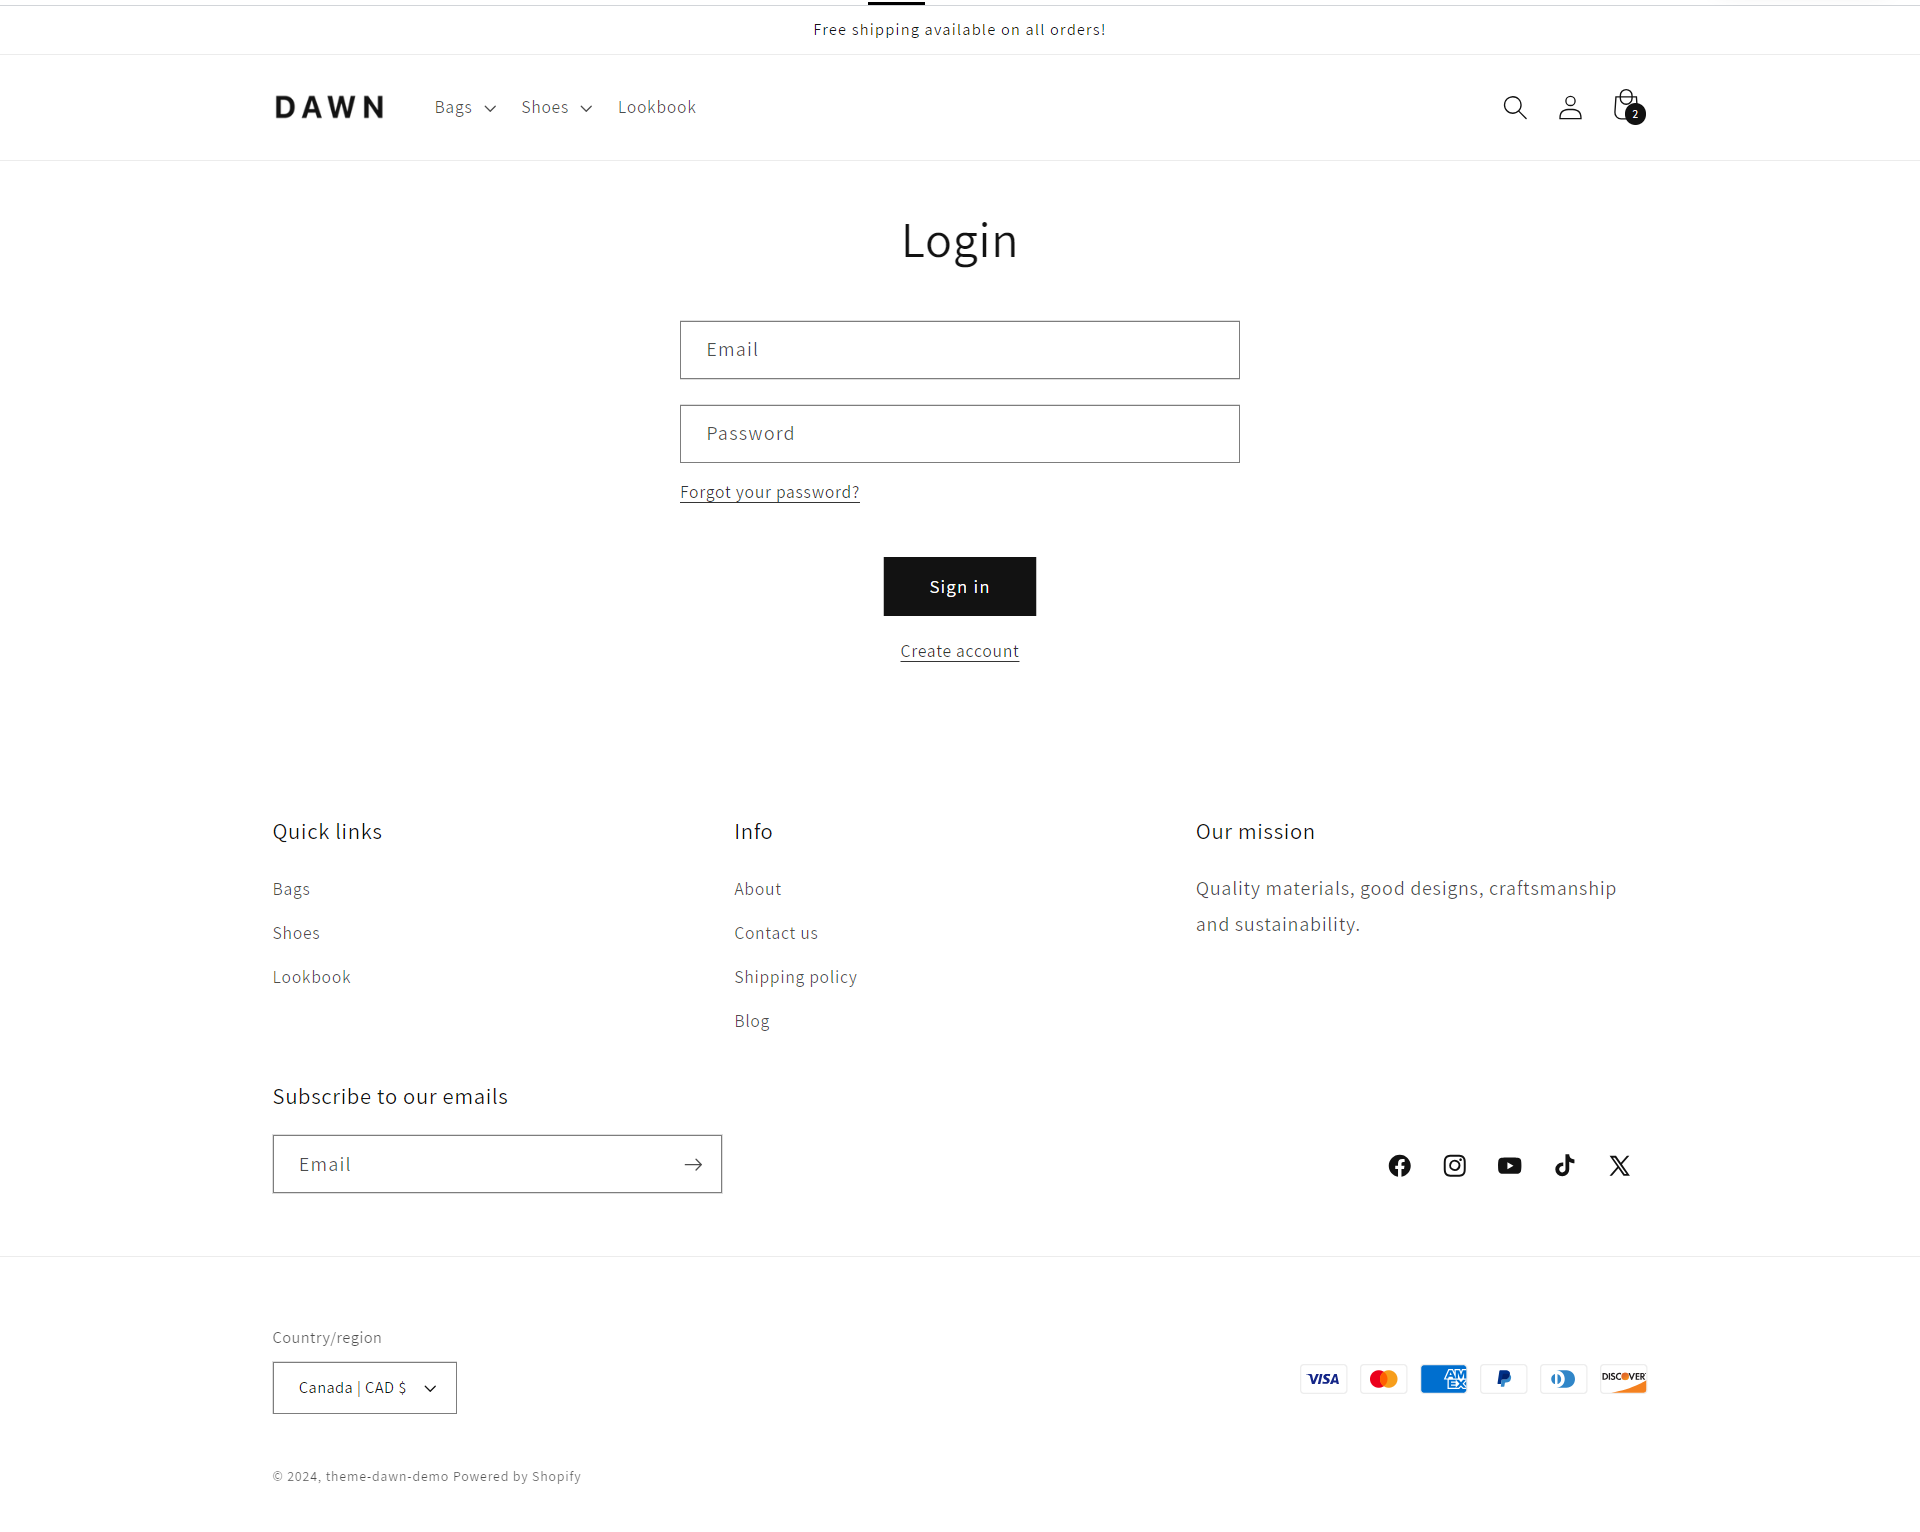 Free shipping available on all orders!
DAWN
Bags
Shoes
Lookbook
2
Login
Email
Password
Forgot your password?
Sign in
Create account
Quick links
Bags
Shoes
Lookbook
Info
About
Contact us
Shipping policy
Blog
Our mission
Quality materials, good designs, craftsmanship
and sustainability.
Subscribe to our emails
Email
Country/region
Canada | CAD $
VISA
AM
EX
DISCOVER
© 2024, theme-dawn-demo Powered by Shopify